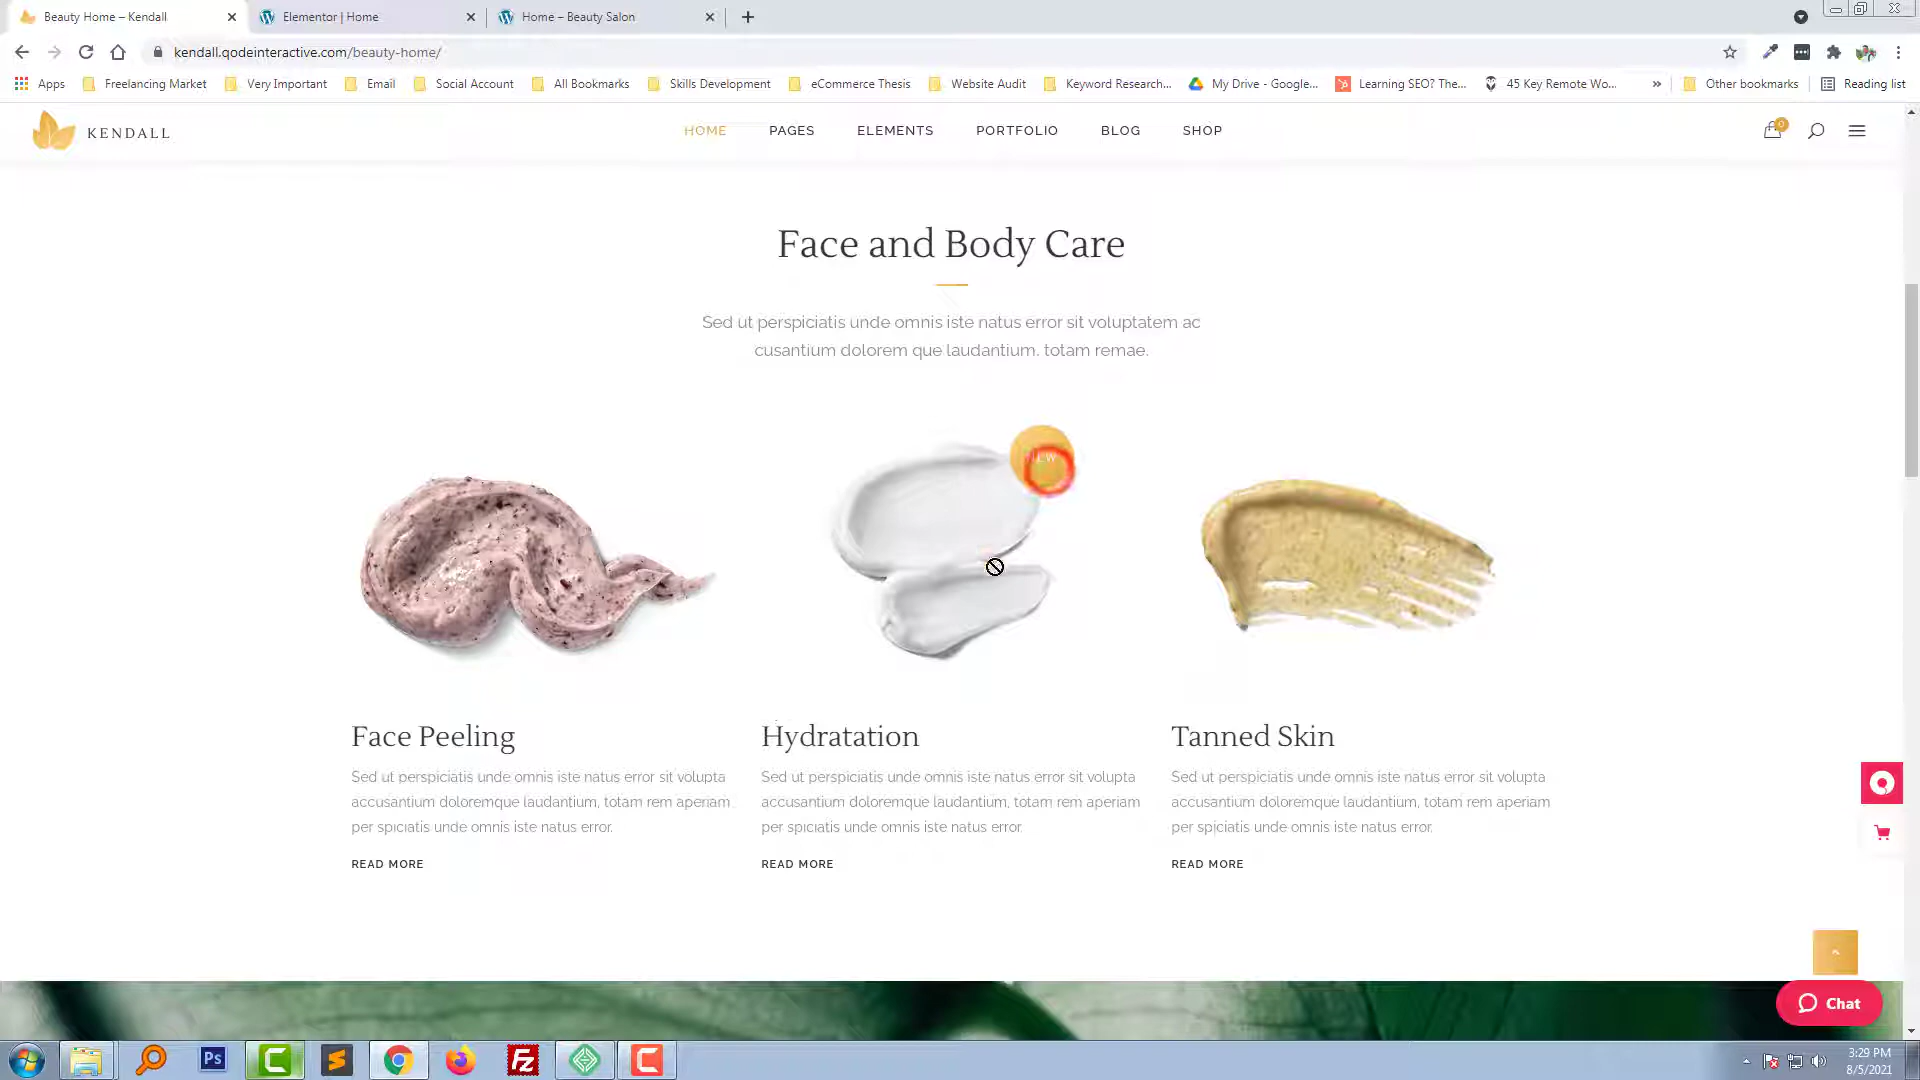 Beauty Home – Kendall
Elementor | Home
Home – Beauty Salon
kendall.qodeinteractive.com/beauty-home/
Apps
Freelancing Market
Very Important
Email
Social Account
All Bookmarks
Skills Development
eCommerce Thesis
Website Audit
Keyword Research...
My Drive - Google...
Learning SEO? The...
45 Key Remote Wo...
»
Other bookmarks
Reading list
KENDALL
HOME
PAGES
ELEMENTS
PORTFOLIO
BLOG
SHOP
0
Face and Body Care
Sed ut perspiciatis unde omnis iste natus error sit voluptatem ac
cusantium dolorem que laudantium. totam remae.
NEW
Face Peeling
Sed ut perspiciatis unde omnis iste natus error sit volupta
accusantium doloremque laudantium, totam rem aperiam
per spiciatis unde omnis iste natus error.
READ MORE
Hydratation
Sed ut perspiciatis unde omnis iste natus error sit volupta
accusantium doloremque laudantium, totam rem aperiam
per spiciatis unde omnis iste natus error.
READ MORE
Tanned Skin
Sed ut perspiciatis unde omnis iste natus error sit volupta
accusantium doloremque laudantium, totam rem aperiam
per spiciatis unde omnis iste natus error.
READ MORE
Chat
Ps
Fz
3:29 PM
8/5/2021